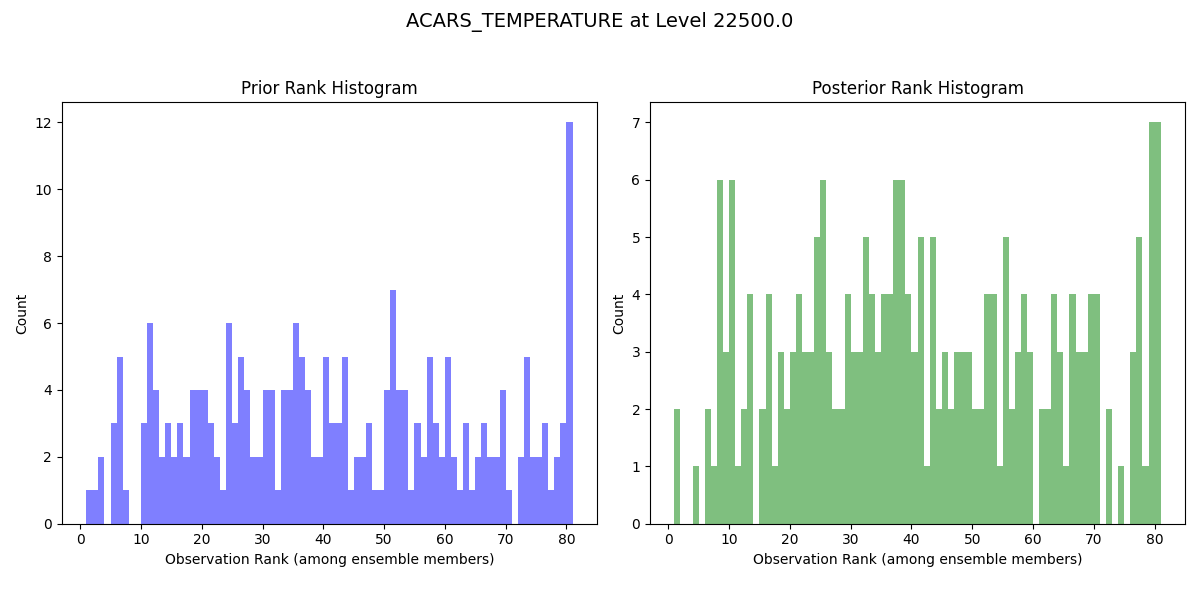 ACARS_TEMPERATURE at Level 22500.0
Prior Rank Histogram
Count
12
10
8
6
4
2
0
0 10 20 30 40 50 60 70 80
Observation Rank (among ensemble members)
Posterior Rank Histogram
Count
7
6
5
4
3
2
1
0
0 10 20 30 40 50 60 70 80
Observation Rank (among ensemble members)